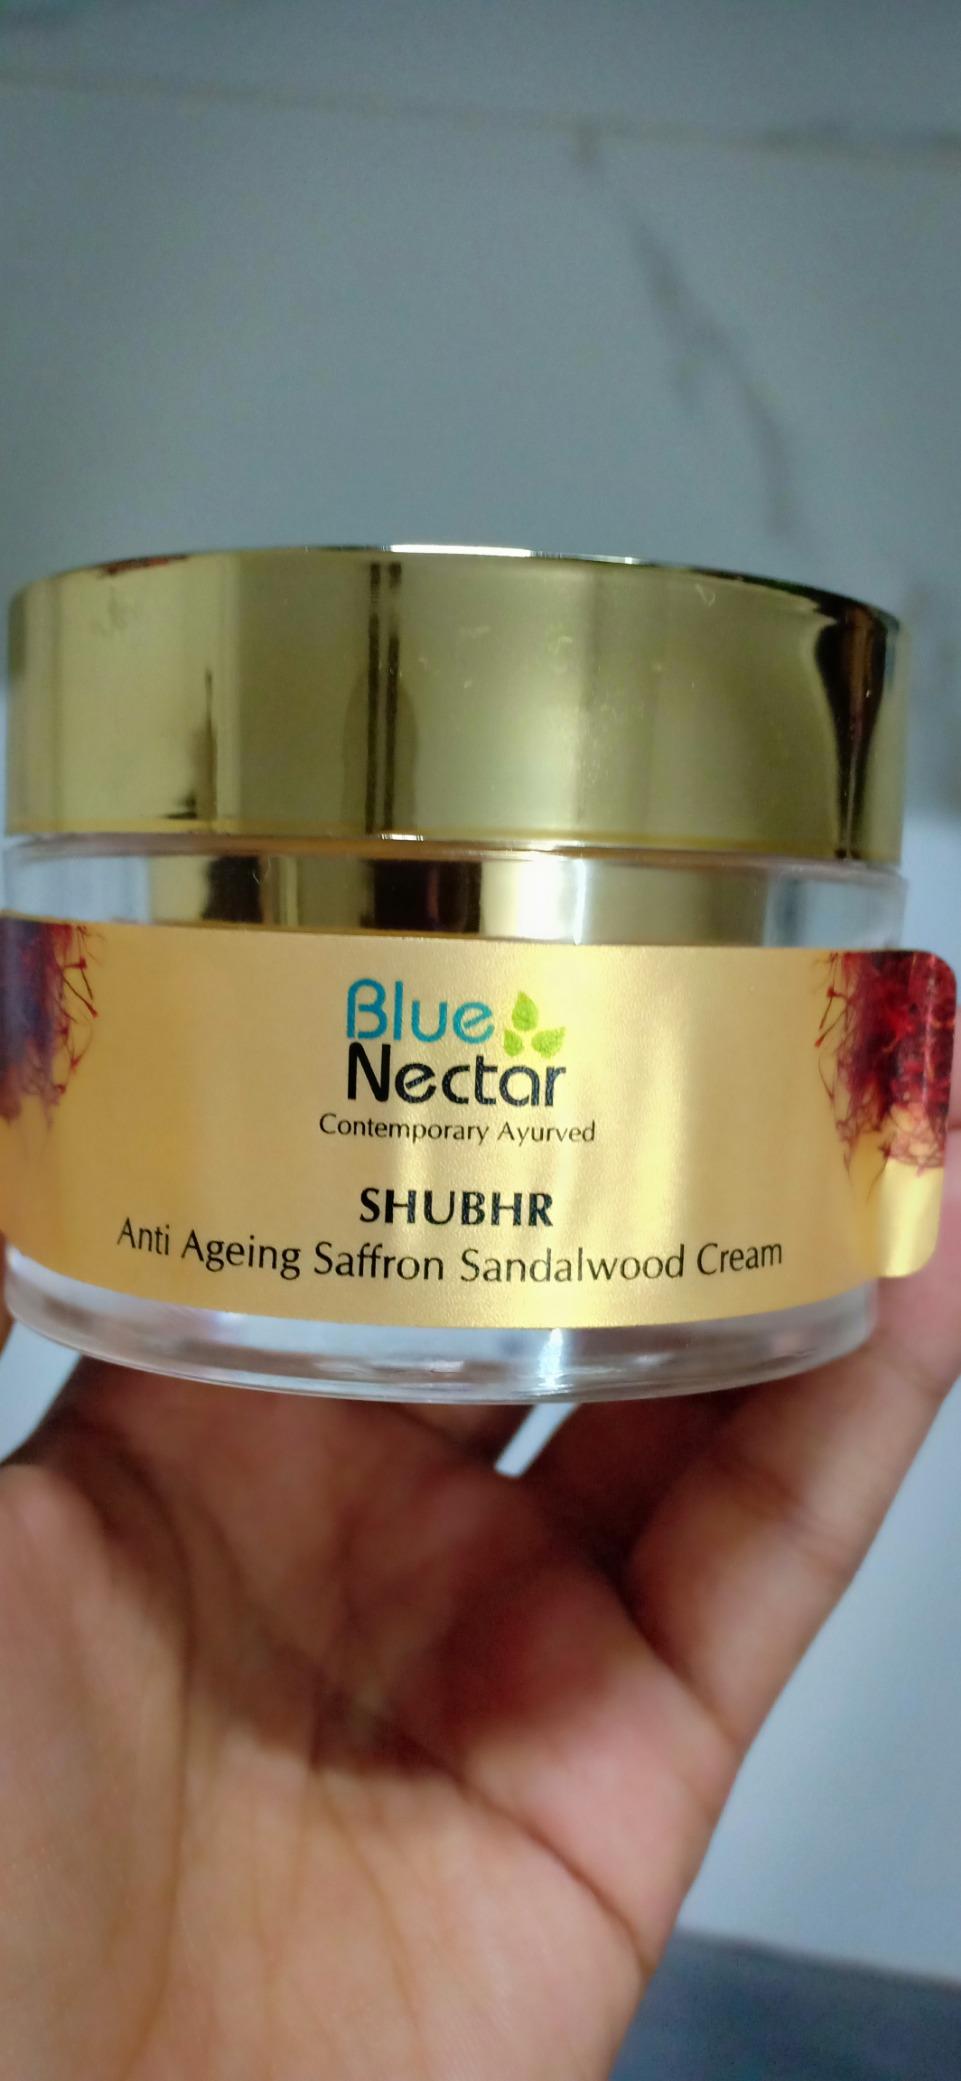 Blue
Nectar
Contemporary Ayurved
SHUBHR
Anti Ageing Saffron Sandalwood Cream